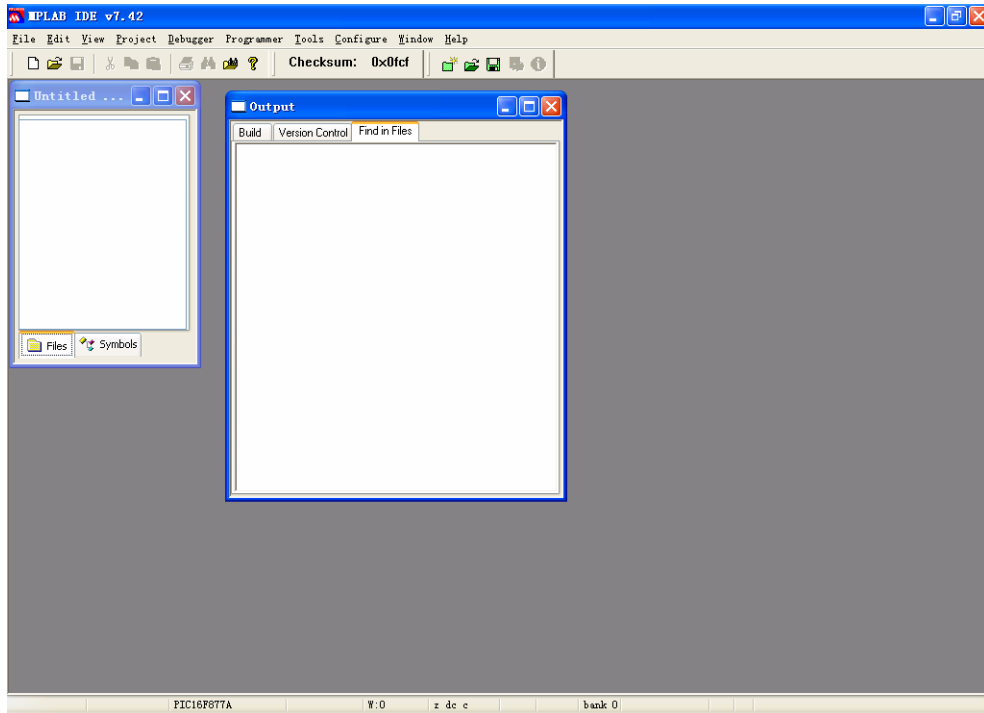 MPLAB IDE v7.42
File Edit View Project Debugger Programmer Tools Configure Window Help
Checksum: 0x0fcf
Untitled ...
Output
Build Version Control Find in Files
Files Symbols
PIC16F877A W:0 z dc c bank 0